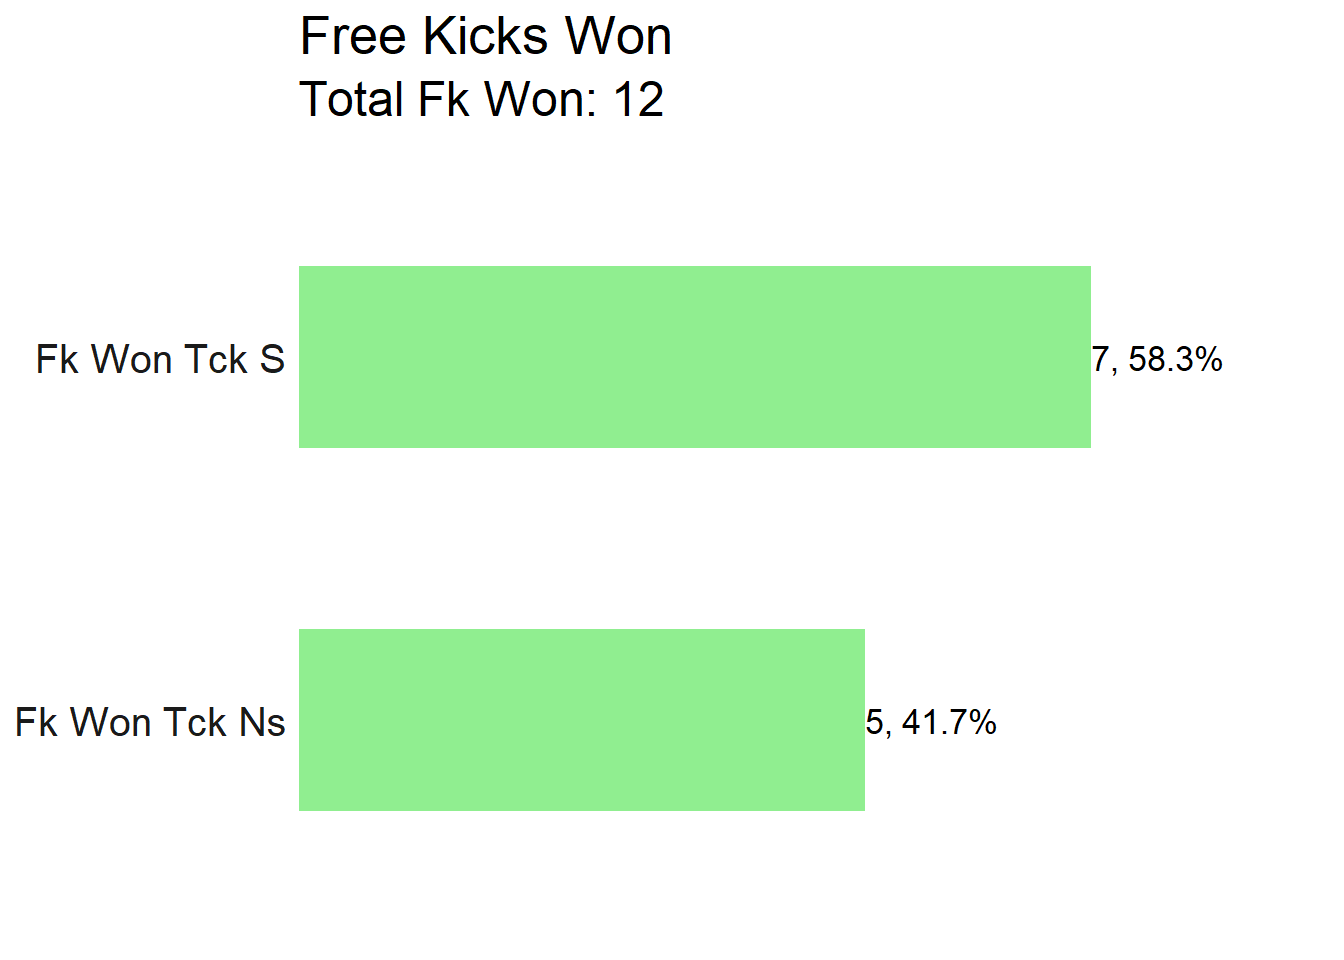 Free Kicks Won
Total Fk Won: 12
Fk Won Tck S
7, 58.3%
Fk Won Tck Ns
5, 41.7%